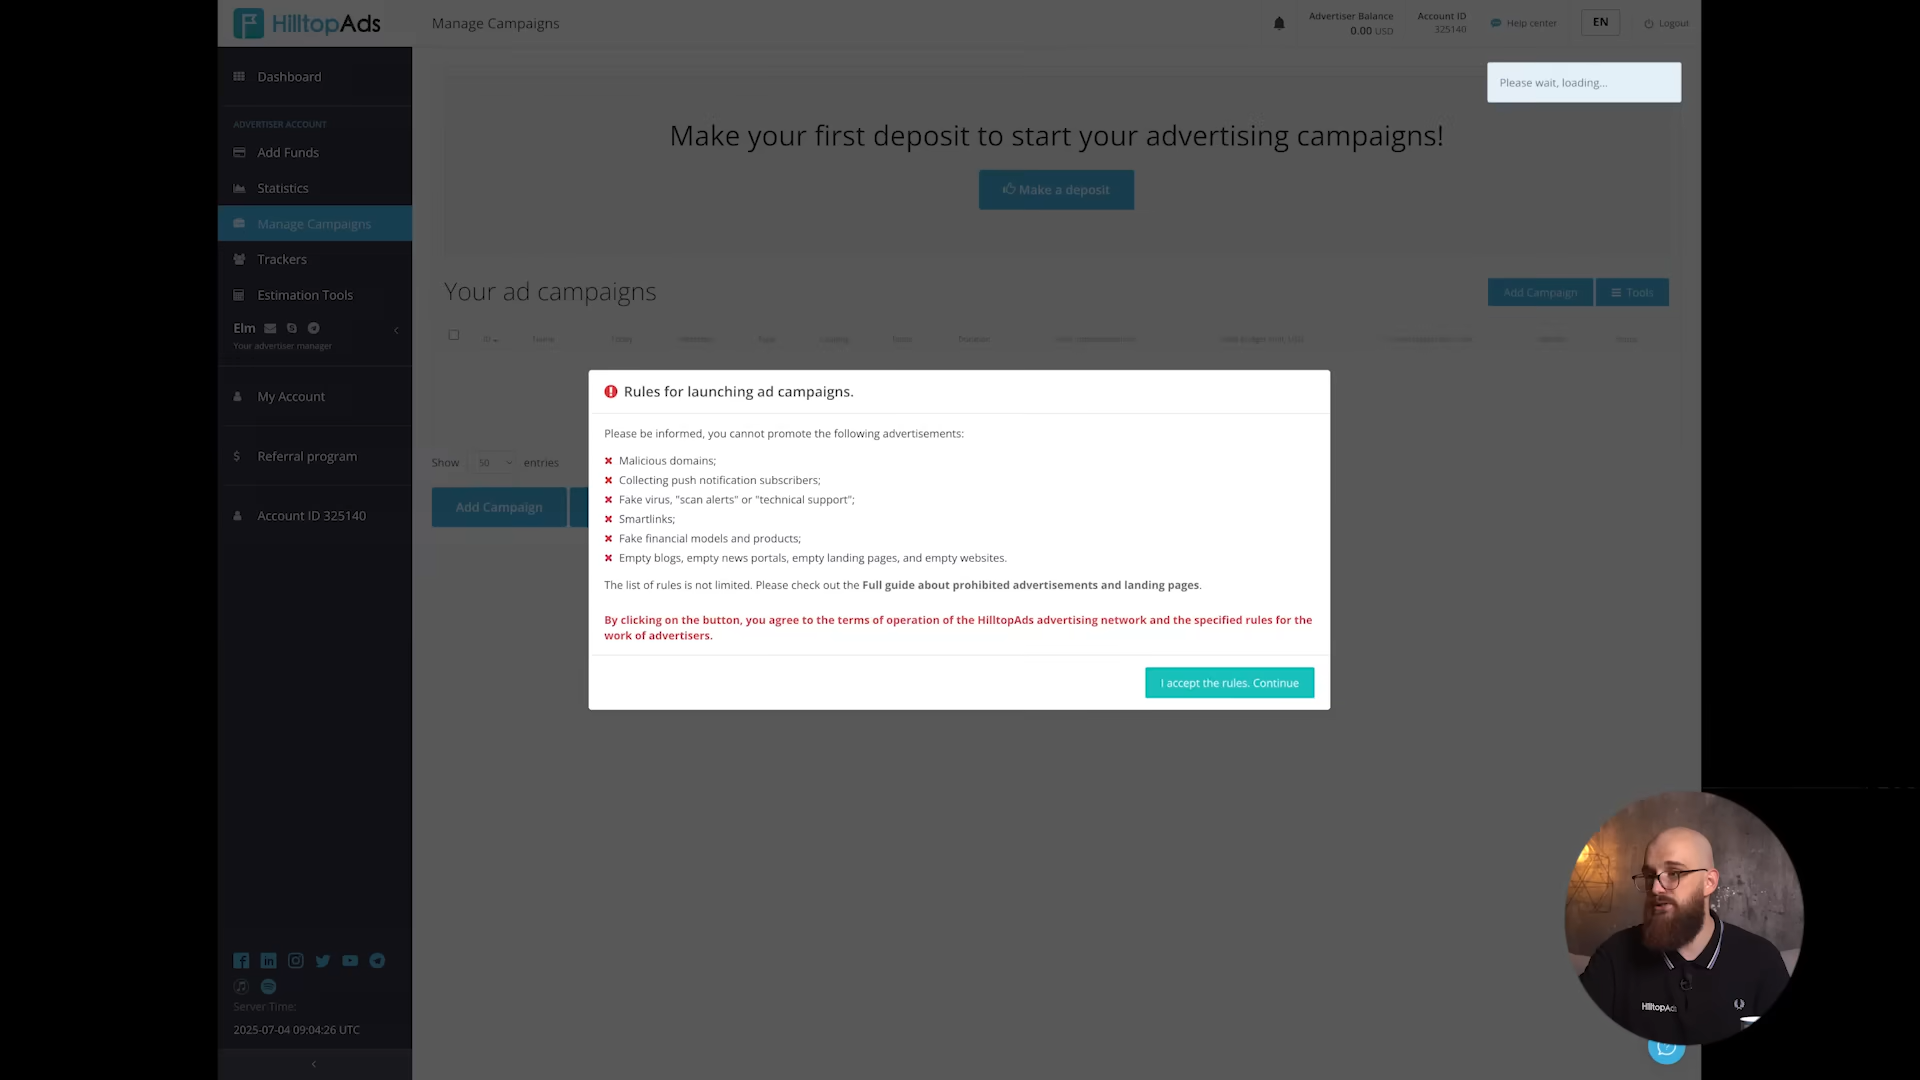 HilltopAds
Manage Campaigns
Advertiser Balance
0.00 USD
Account ID
325140
Help center
EN
Logout
Please wait, loading...
Dashboard
ADVERTISER ACCOUNT
Add Funds
Statistics
Manage Campaigns
Trackers
Estimation Tools
Elm
Your advertiser manager
My Account
Referral program
Account ID 325140
Make your first deposit to start your advertising campaigns!
Make a deposit
Your ad campaigns
Add Campaign
Tools
Show 50 entries
Add Campaign
Rules for launching ad campaigns.
Please be informed, you cannot promote the following advertisements:
Malicious domains;
Collecting push notification subscribers;
Fake virus, "scan alerts" or "technical support";
Smartlinks;
Fake financial models and products;
Empty blogs, empty news portals, empty landing pages, and empty websites.
The list of rules is not limited. Please check out the Full guide about prohibited advertisements and landing pages.
By clicking on the button, you agree to the terms of operation of the HilltopAds advertising network and the specified rules for the
work of advertisers.
I accept the rules. Continue
Server Time:
2025-07-04 09:04:26 UTC
HilltopAds